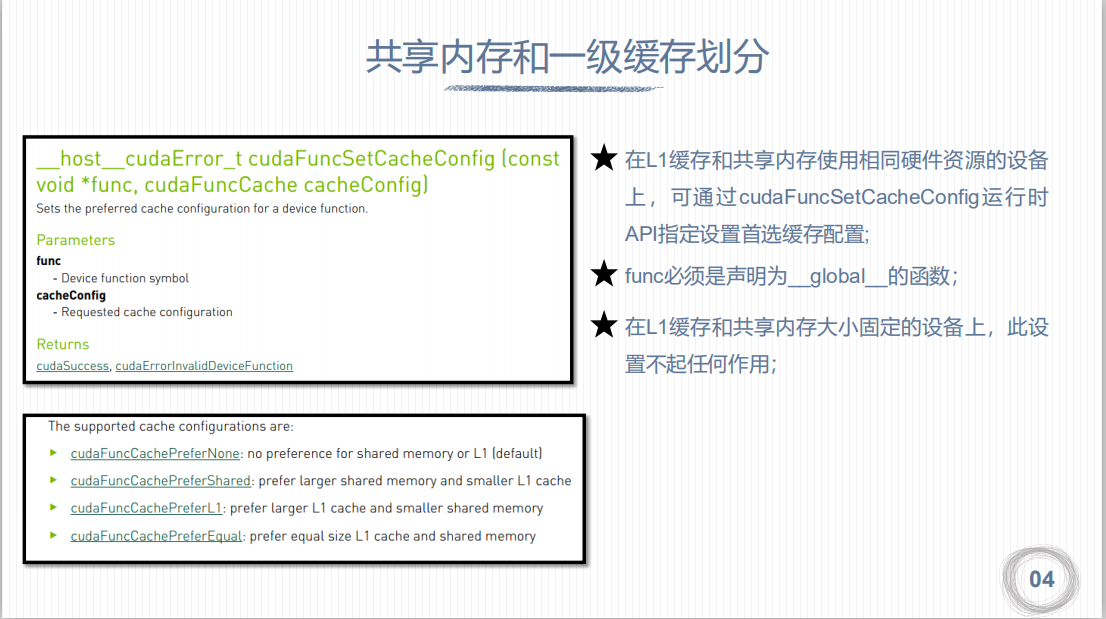 共享内存和一级缓存划分
__host__cudaError_t cudaFuncSetCacheConfig (const
void *func, cudaFuncCache cacheConfig)
Sets the preferred cache configuration for a device function.
Parameters
func
- Device function symbol
cacheConfig
- Requested cache configuration
Returns
cudaSuccess, cudaErrorInvalidDeviceFunction
The supported cache configurations are:
cudaFuncCachePreferNone: no preference for shared memory or L1 (default)
cudaFuncCachePreferShared: prefer larger shared memory and smaller L1 cache
cudaFuncCachePreferL1: prefer larger L1 cache and smaller shared memory
cudaFuncCachePreferEqual: prefer equal size L1 cache and shared memory
在L1缓存和共享内存使用相同硬件资源的设备
上，可通过cudaFuncSetCacheConfig运行时
API指定设置首选缓存配置;
func必须是声明为__global__的函数；
在L1缓存和共享内存大小固定的设备上，此设
置不起任何作用；
04